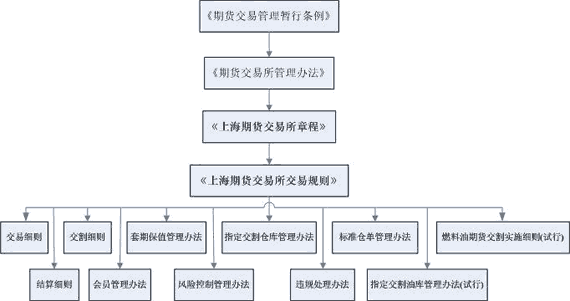 《期货交易管理暂行条例》
《期货交易所管理办法》
《上海期货交易所章程》
《上海期货交易所交易规则》
交易细则
交割细则
套期保值管理办法
指定交割仓库管理办法
标准仓单管理办法
燃料油期货交割实施细则(试行)
结算细则
会员管理办法
风险控制管理办法
违规处理办法
指定交割油库管理办法(试行)